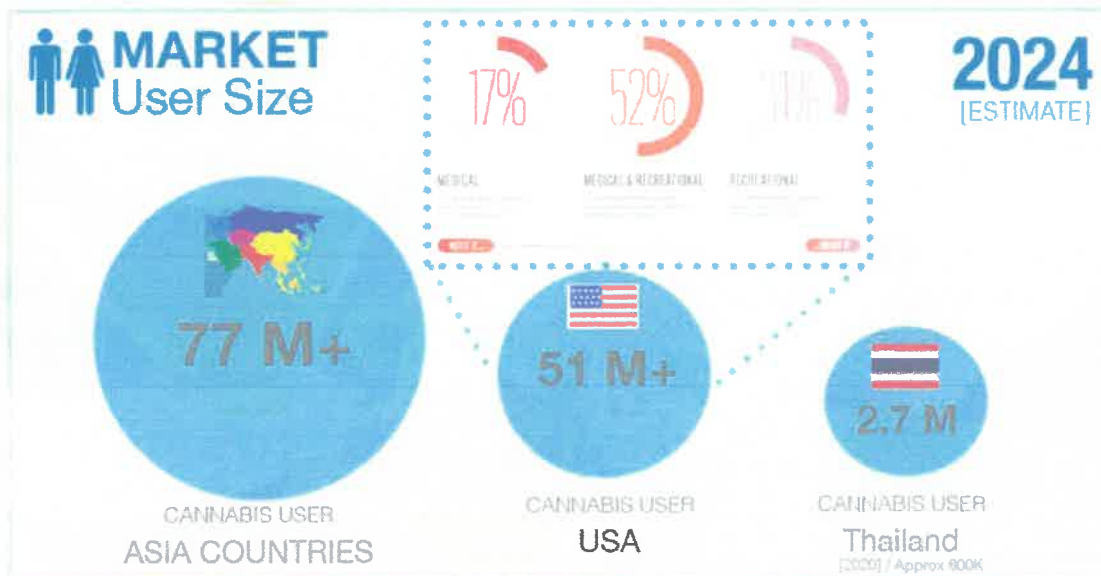 MARKET
User Size
2024
[ESTIMATE]
17%
52%
MEDICAL
MEDICAL & RECREATIONAL
RECREATIONAL
77 M+
51 M+
2.7 M
CANNABIS USER
ASIA COUNTRIES
CANNABIS USER
USA
CANNABIS USER
Thailand
[2020] / Approx 600K